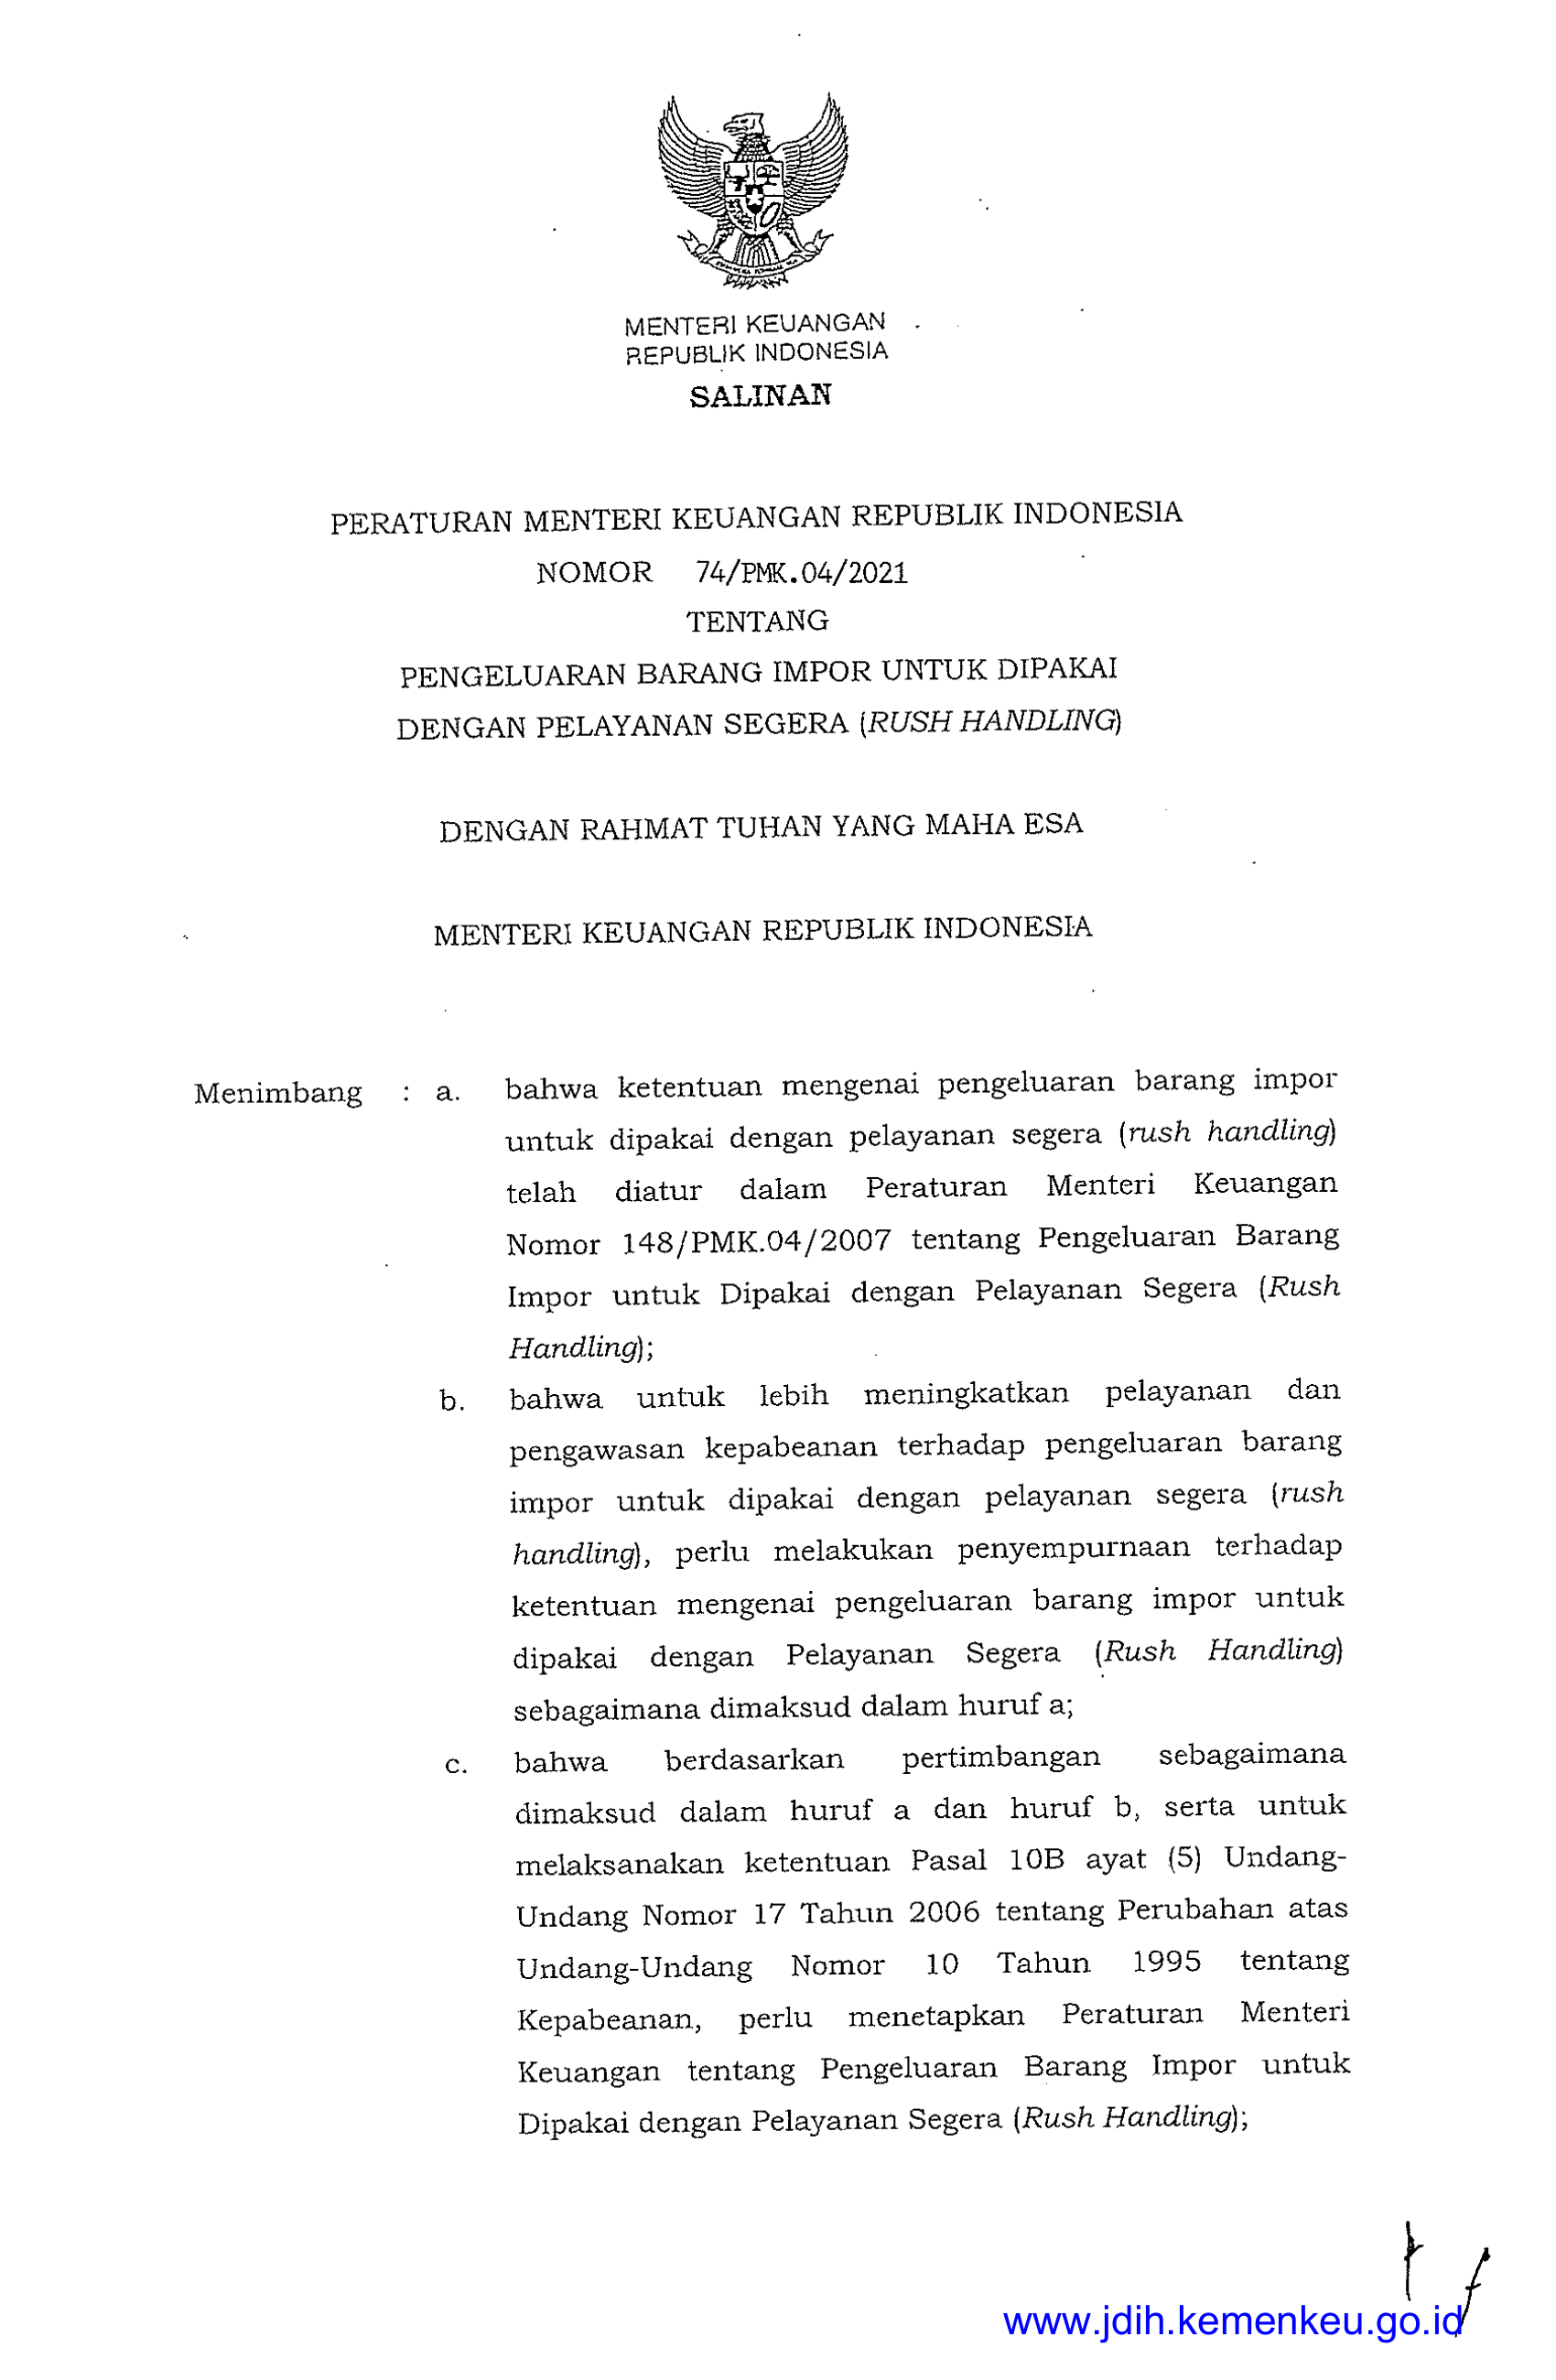 MENTERI KEUANGAN
REPUBLIK INDONESIA
SALINAN
PERATURAN MENTERI KEUANGAN REPUBLIK INDONESIA
NOMOR 74/PMK.04/2021
TENTANG
PENGELUARAN BARANG IMPOR UNTUK DIPAKAI
DENGAN PELAYANAN SEGERA (RUSH HANDLING)
DENGAN RAHMAT TUHAN YANG MAHA ESA
MENTERI KEUANGAN REPUBLIK INDONESIA
Menimbang : a. bahwa ketentuan mengenai pengeluaran barang impor
untuk dipakai dengan pelayanan segera (rush handling)
telah diatur dalam Peraturan Menteri Keuangan
Nomor 148/PMK.04/2007 tentang Pengeluaran Barang
Impor untuk Dipakai dengan Pelayanan Segera (Rush
Handling);
b. bahwa untuk lebih meningkatkan pelayanan dan
pengawasan kepabeanan terhadap pengeluaran barang
impor untuk dipakai dengan pelayanan segera (rush
handling), perlu melakukan penyempurnaan terhadap
ketentuan mengenai pengeluaran barang impor untuk
dipakai dengan Pelayanan Segera (Rush Handling)
sebagaimana dimaksud dalam huruf a;
c. bahwa berdasarkan pertimbangan sebagaimana
dimaksud dalam huruf a dan huruf b, serta untuk
melaksanakan ketentuan Pasal 10B ayat (5) Undang-
Undang Nomor 17 Tahun 2006 tentang Perubahan atas
Undang-Undang Nomor 10 Tahun 1995 tentang
Kepabeanan, perlu menetapkan Peraturan Menteri
Keuangan tentang Pengeluaran Barang Impor untuk
Dipakai dengan Pelayanan Segera (Rush Handling);
www.jdih.kemenkeu.go.id